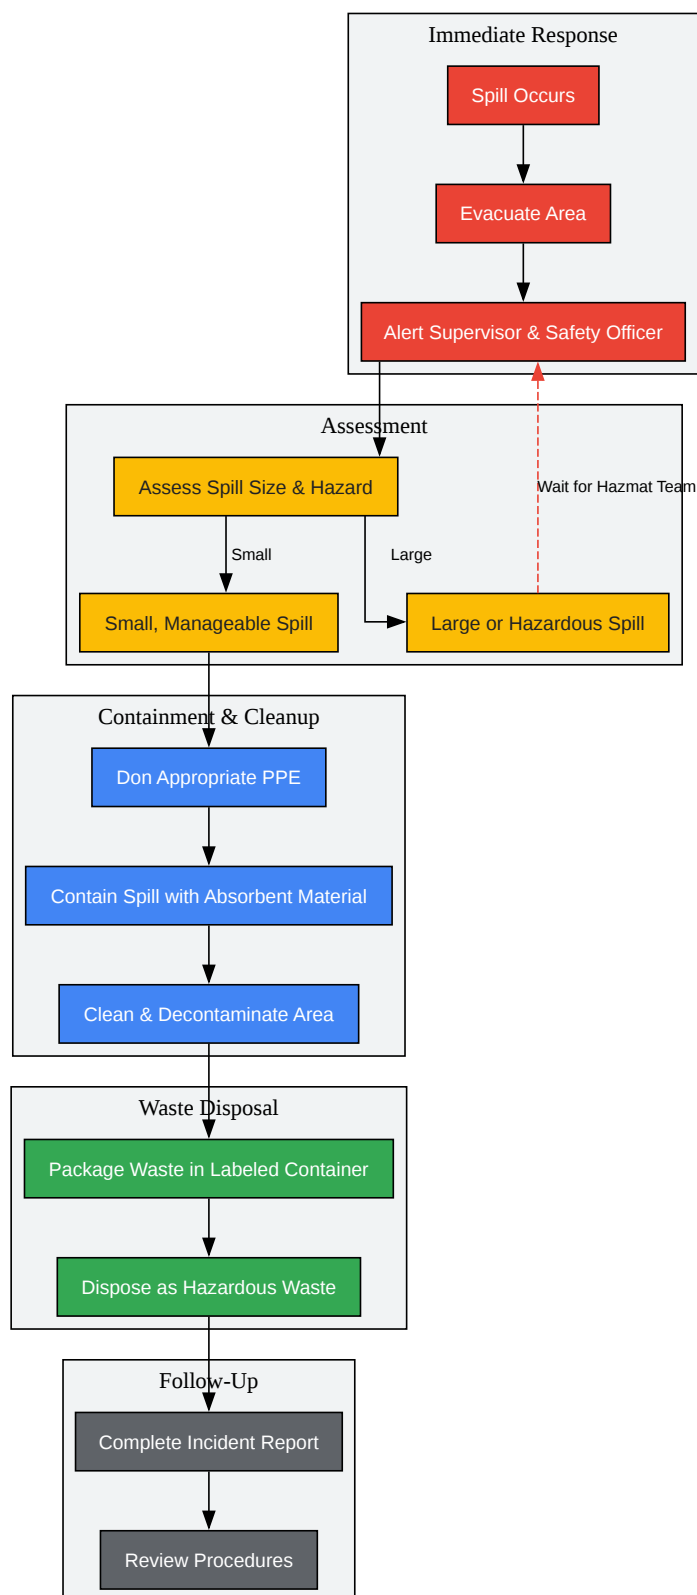 Immediate Response
Spill Occurs
Evacuate Area
Alert Supervisor & Safety Officer
Assessment
Assess Spill Size & Hazard
Wait for Hazmat Team
Small
Large
Small, Manageable Spill
Large or Hazardous Spill
Containment & Cleanup
Don Appropriate PPE
Contain Spill with Absorbent Material
Clean & Decontaminate Area
Waste Disposal
Package Waste in Labeled Container
Dispose as Hazardous Waste
Follow-Up
Complete Incident Report
Review Procedures